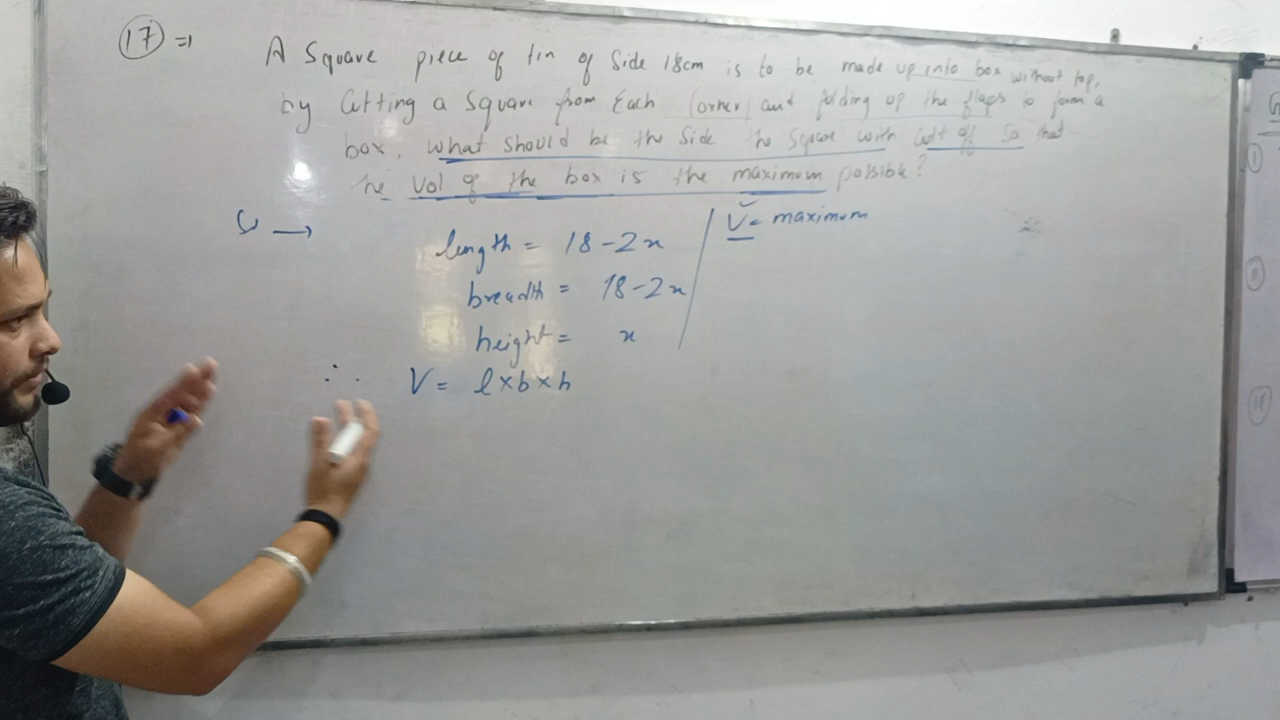 17 ⇒ A Square piece of tin of Side 18cm is to be made up into box without top,
by Cutting a Square from Each Corner and folding up the flaps to form a
box. What should be the Side the Square with Cutt off So that
the Vol of the box is the maximum possible?
length = 18-2x
V = maximum
breadth = 18-2x
height = x
∴ V = l×b×h